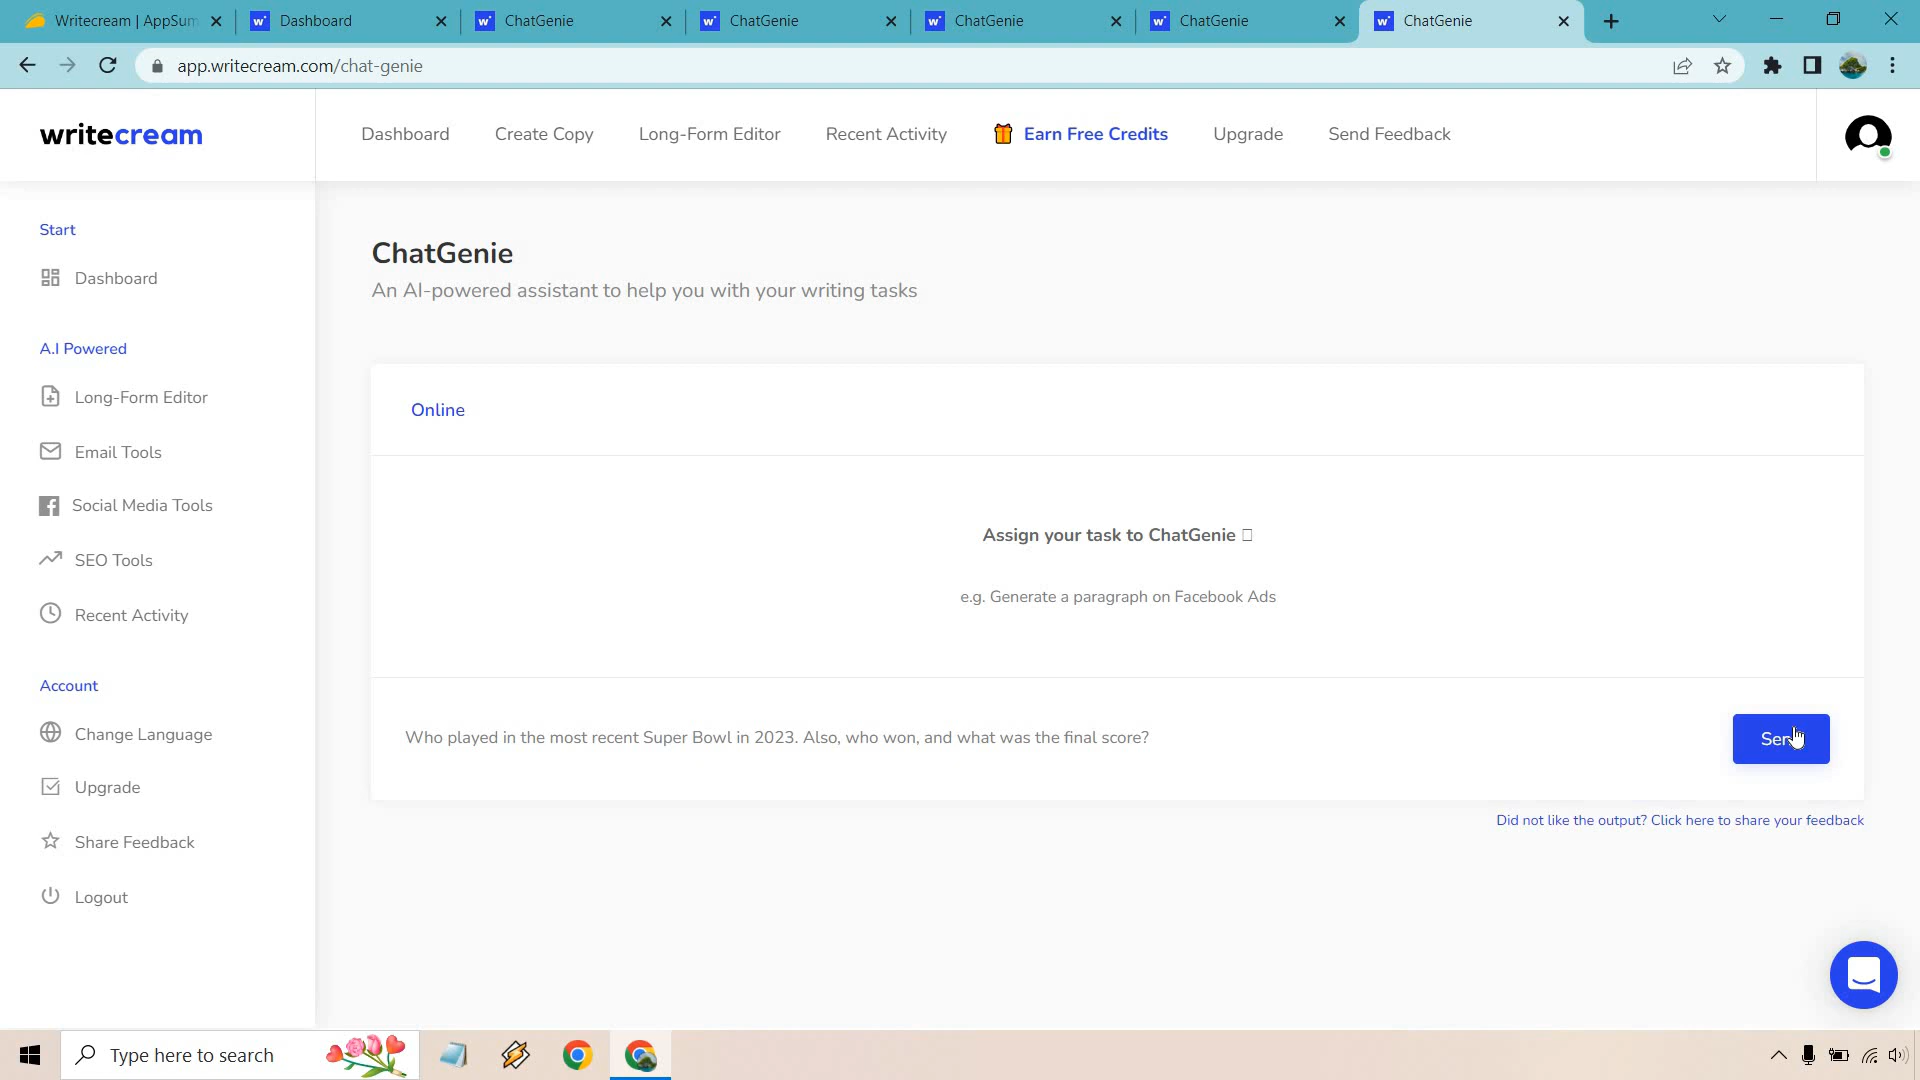 Writecream | AppSum
Dashboard
ChatGenie
ChatGenie
ChatGenie
ChatGenie
ChatGenie
app.writecream.com/chat-genie
writecream
Dashboard
Create Copy
Long-Form Editor
Recent Activity
Earn Free Credits
Upgrade
Send Feedback
Start
Dashboard
A.I Powered
Long-Form Editor
Email Tools
Social Media Tools
SEO Tools
Recent Activity
Account
Change Language
Upgrade
Share Feedback
Logout
ChatGenie
An AI-powered assistant to help you with your writing tasks
Online
Assign your task to ChatGenie
e.g. Generate a paragraph on Facebook Ads
Who played in the most recent Super Bowl in 2023. Also, who won, and what was the final score?
Send
Did not like the output? Click here to share your feedback
Type here to search